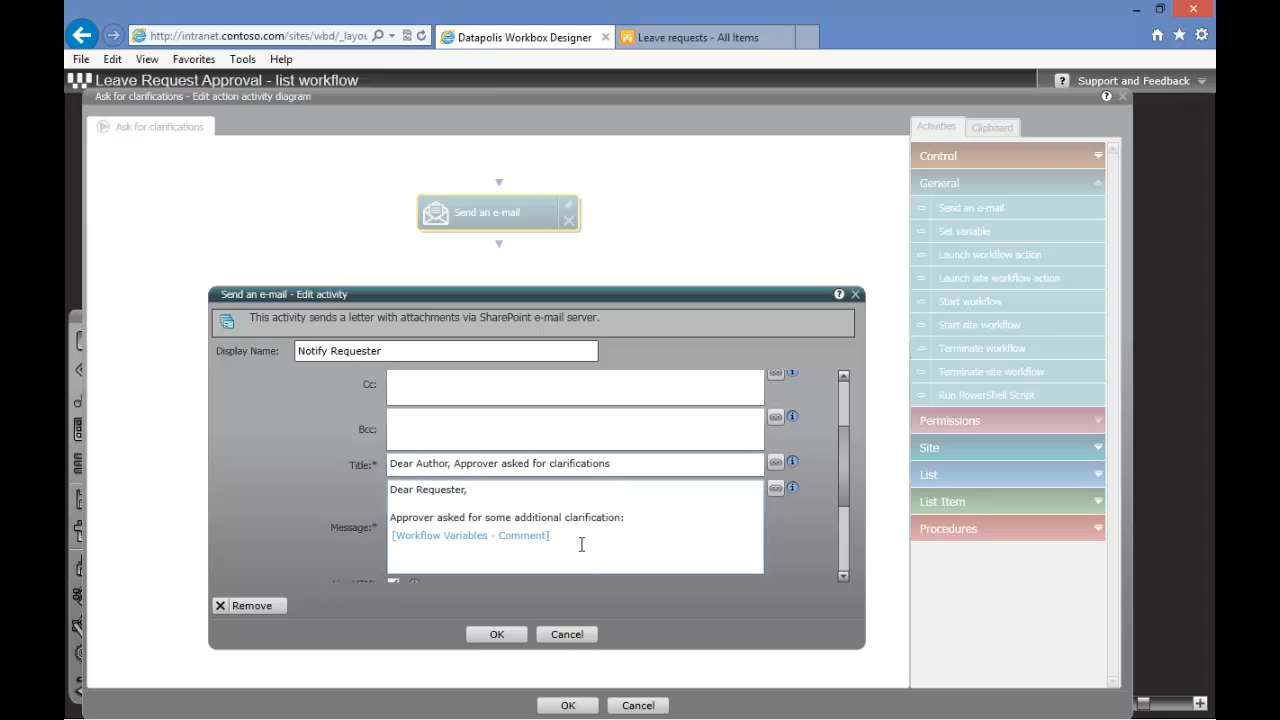 http://intranet.contoso.com/sites/wbd/_layou
Datapolis Workbox Designer
Leave requests - All Items
File Edit View Favorites Tools Help
Leave Request Approval - list workflow
? Support and Feedback
Ask for clarifications - Edit action activity diagram
Ask for clarifications
Activities
Clipboard
Control
General
Send an e-mail
Set variable
Launch workflow action
Launch site workflow action
Start workflow
Start site workflow
Terminate workflow
Terminate site workflow
Run PowerShell Script
Permissions
Site
List
List Item
Procedures
Send an e-mail
Send an e-mail - Edit activity
This activity sends a letter with attachments via SharePoint e-mail server.
Display Name: Notify Requester
Cc:
Bcc:
Title:* Dear Author, Approver asked for clarifications
Message:*
Dear Requester,
Approver asked for some additional clarification:
[Workflow Variables - Comment]
Remove
OK Cancel
OK Cancel